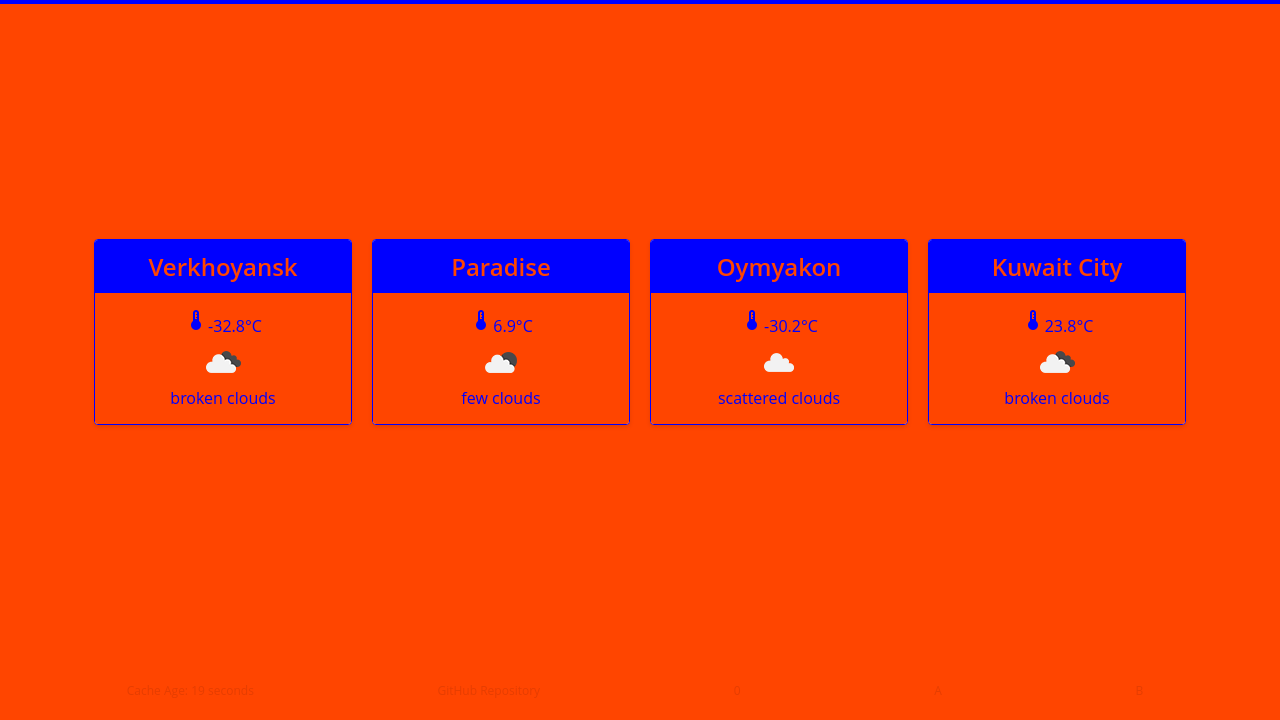 Verkhoyansk
-32.8°C
broken clouds
Paradise
6.9°C
few clouds
Oymyakon
-30.2°C
scattered clouds
Kuwait City
23.8°C
broken clouds
Cache Age: 19 seconds
GitHub Repository
0
A
B